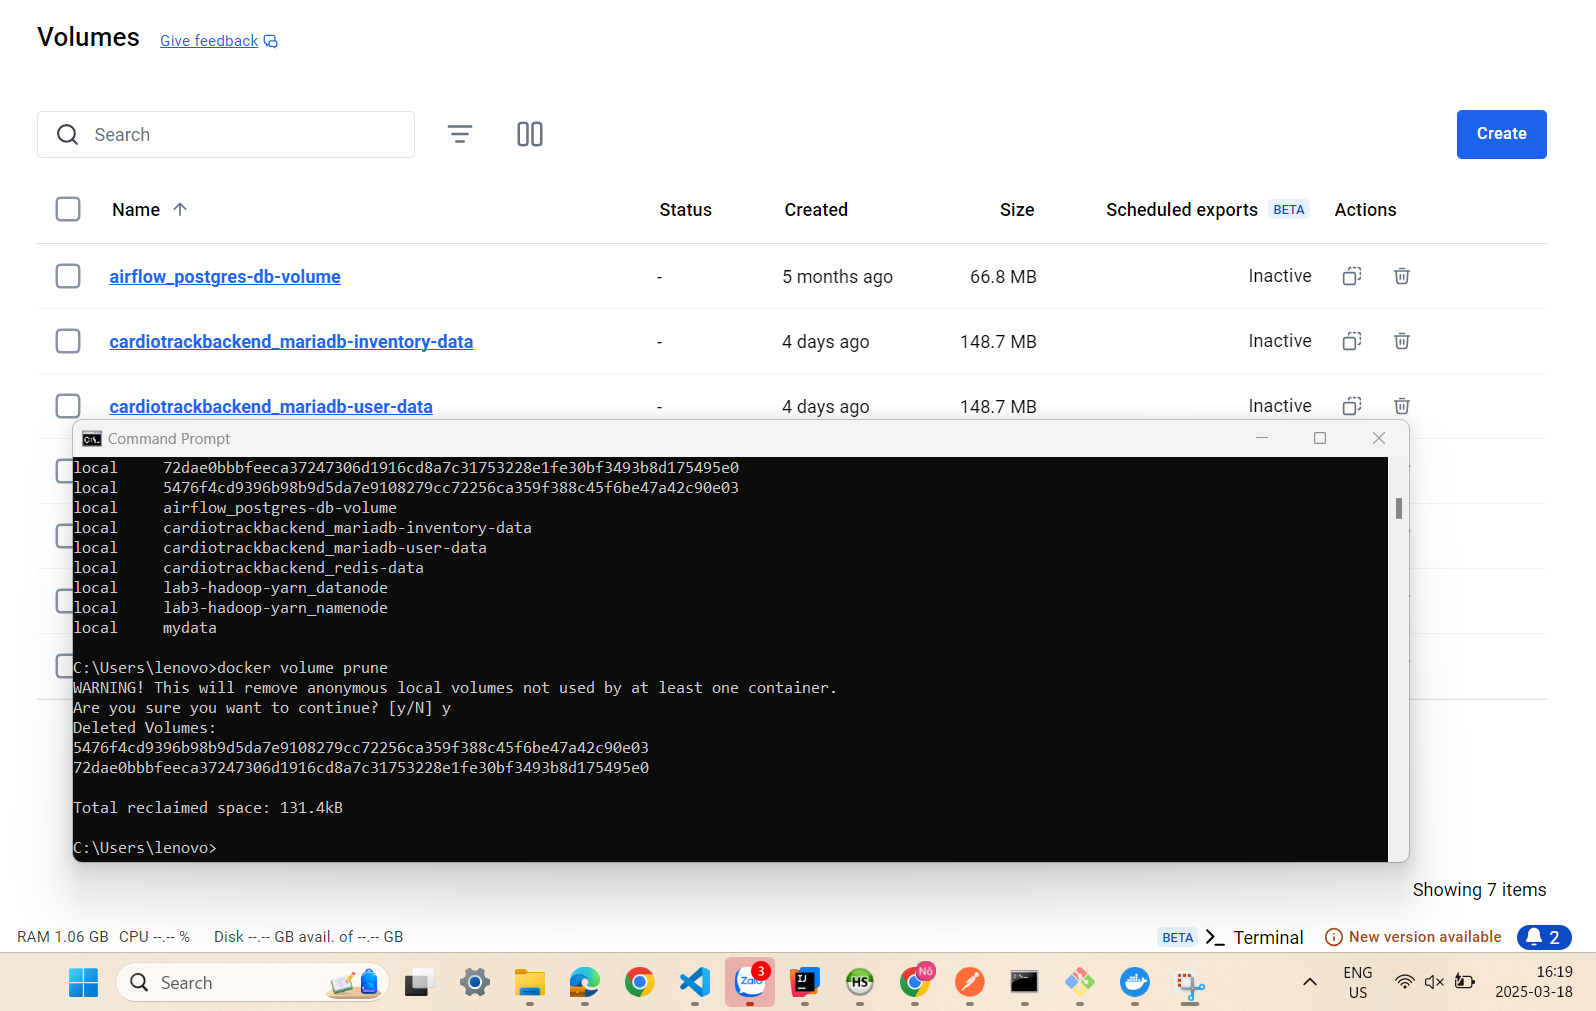 Volumes Give feedback
Search
Create
Name Status Created Size Scheduled exports BETA Actions
airflow_postgres-db-volume - 5 months ago 66.8 MB Inactive
cardiotrackbackend_mariadb-inventory-data - 4 days ago 148.7 MB Inactive
cardiotrackbackend_mariadb-user-data - 4 days ago 148.7 MB Inactive
Command Prompt
local 72dae0bbbfeeca37247306d1916cd8a7c31753228e1fe30bf3493b8d175495e0
local 5476f4cd9396b98b9d5da7e9108279cc72256ca359f388c45f6be47a42c90e03
local airflow_postgres-db-volume
local cardiotrackbackend_mariadb-inventory-data
local cardiotrackbackend_mariadb-user-data
local cardiotrackbackend_redis-data
local lab3-hadoop-yarn_datanode
local lab3-hadoop-yarn_namenode
local mydata
C:\Users\lenovo>docker volume prune
WARNING! This will remove anonymous local volumes not used by at least one container.
Are you sure you want to continue? [y/N] y
Deleted Volumes:
5476f4cd9396b98b9d5da7e9108279cc72256ca359f388c45f6be47a42c90e03
72dae0bbbfeeca37247306d1916cd8a7c31753228e1fe30bf3493b8d175495e0
Total reclaimed space: 131.4kB
C:\Users\lenovo>
Showing 7 items
RAM 1.06 GB CPU --.-- % Disk --.-- GB avail. of --.-- GB BETA Terminal New version available 2
Search Zalo 3 IJ HS Nô ENG US 16:19
2025-03-18